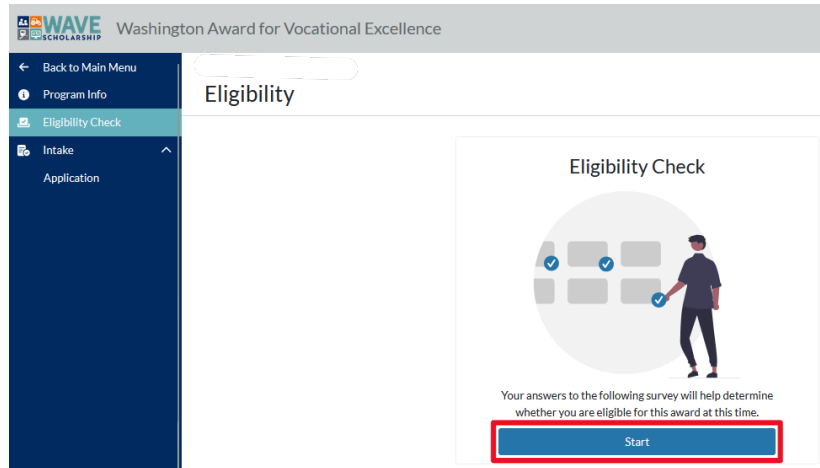 WAVE
SCHOLARSHIP
Washington Award for Vocational Excellence
Back to Main Menu
Program Info
Eligibility Check
Intake
Application
Eligibility
Eligibility Check
Your answers to the following survey will help determine
whether you are eligible for this award at this time.
Start